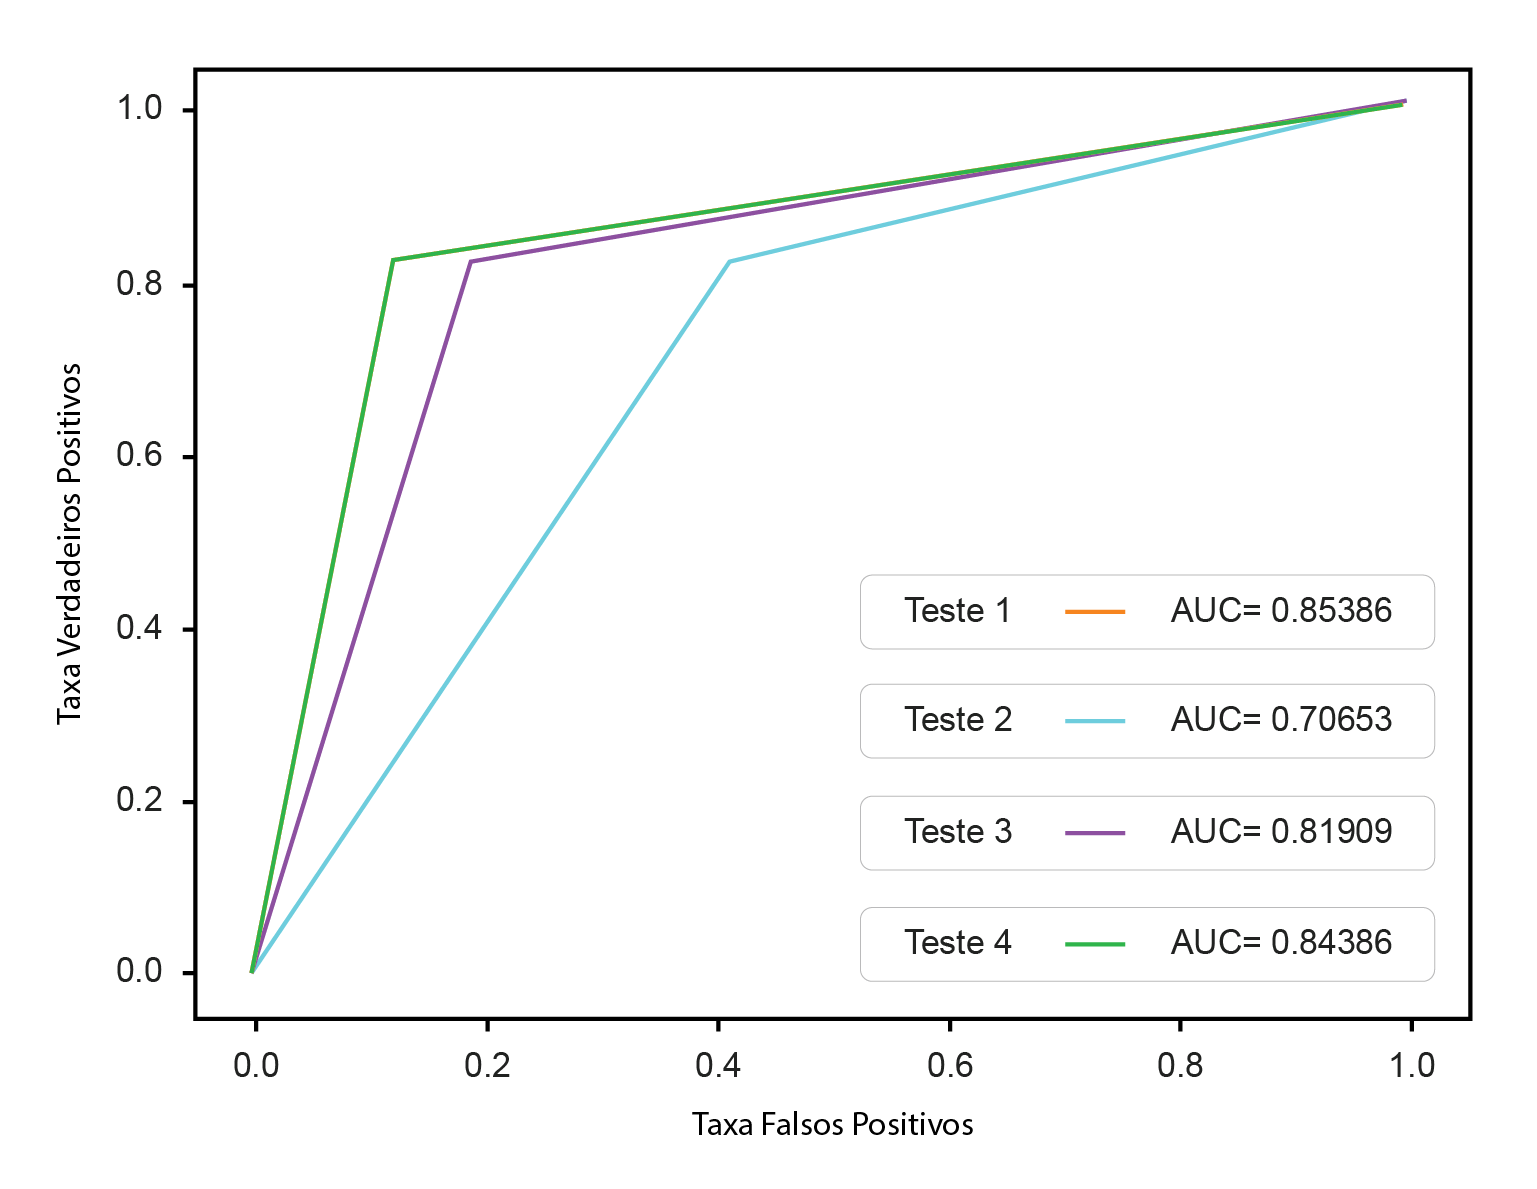 1.0
0.8
0.6
0.4
0.2
0.0
Taxa Verdadeiros Positivos
Teste 1 AUC= 0.85386
Teste 2 AUC= 0.70653
Teste 3 AUC= 0.81909
Teste 4 AUC= 0.84386
0.0 0.2 0.4 0.6 0.8 1.0
Taxa Falsos Positivos